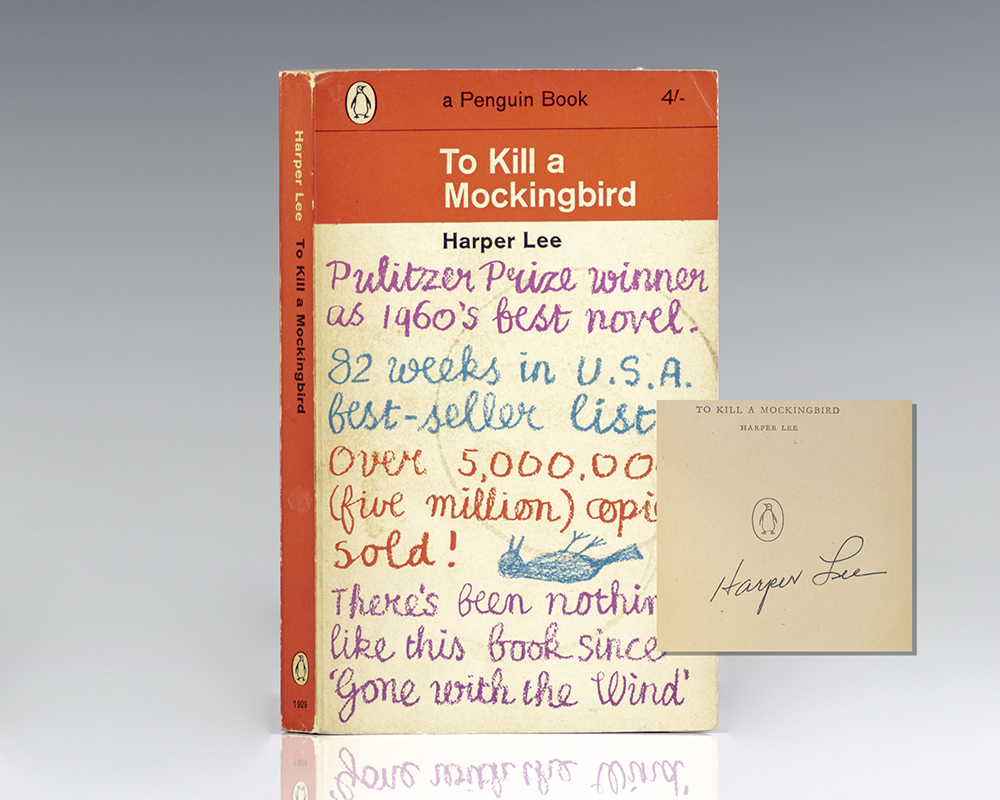 Harper Lee To Kill a Mockingbird
1929
a Penguin Book 4/-
To Kill a
Mockingbird
Harper Lee
Pulitzer Prize winner
as 1960's best novel.
82 weeks in U.S.A.
best-seller list
Over 5,000,00
(five million) copi
sold!
There's been nothin
like this book since
'Gone with the Wind'
TO KILL A MOCKINGBIRD
HARPER LEE
Harper Lee